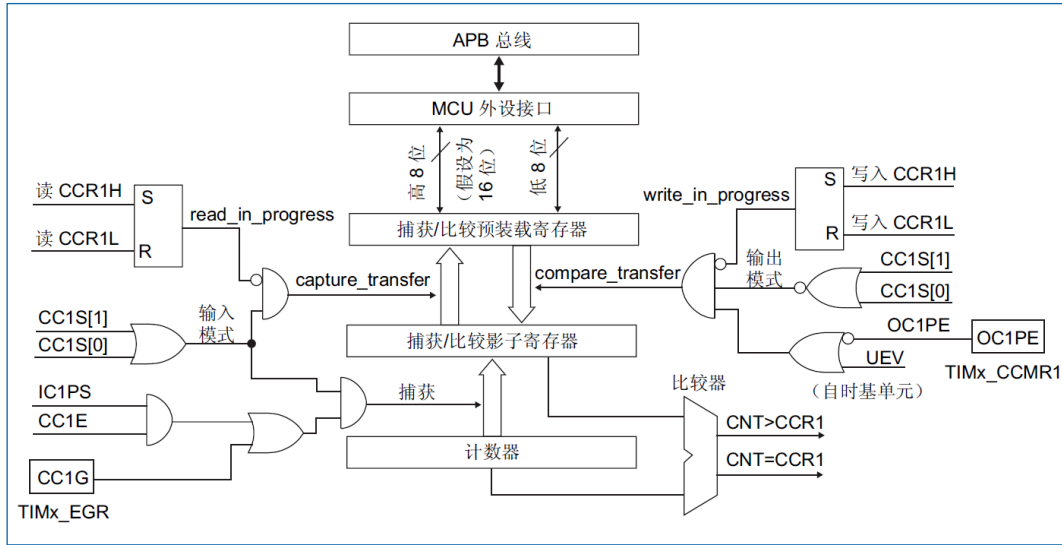 APB 总线
MCU 外设接口
高 8 位
(假设为
16 位)
低 8 位
读 CCR1H
S
read_in_progress
读 CCR1L
R
write_in_progress
S
写入 CCR1H
R
写入 CCR1L
捕获/比较预装载寄存器
capture_transfer
compare_transfer
输出
模式
CC1S[1]
CC1S[0]
CC1S[1]
CC1S[0]
输入
模式
捕获/比较影子寄存器
OC1PE
OC1PE
UEV
TIMx_CCMR1
(自时基单元)
IC1PS
CC1E
捕获
比较器
CNT>CCR1
计数器
CNT=CCR1
CC1G
TIMx_EGR